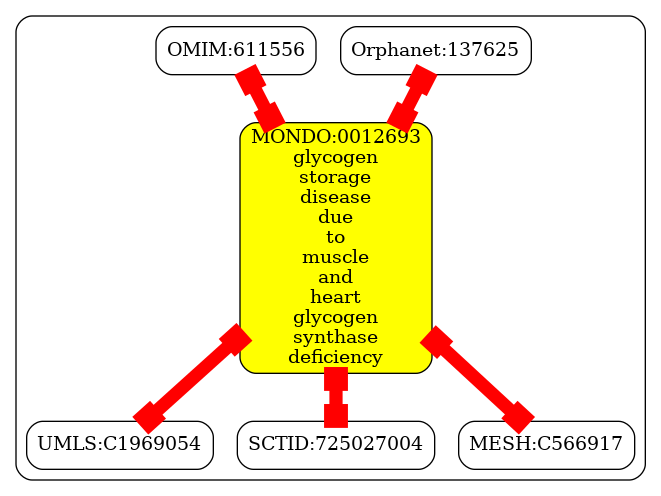 OMIM:611556
Orphanet:137625
MONDO:0012693
glycogen
storage
disease
due
to
muscle
and
heart
glycogen
synthase
deficiency
UMLS:C1969054
SCTID:725027004
MESH:C566917